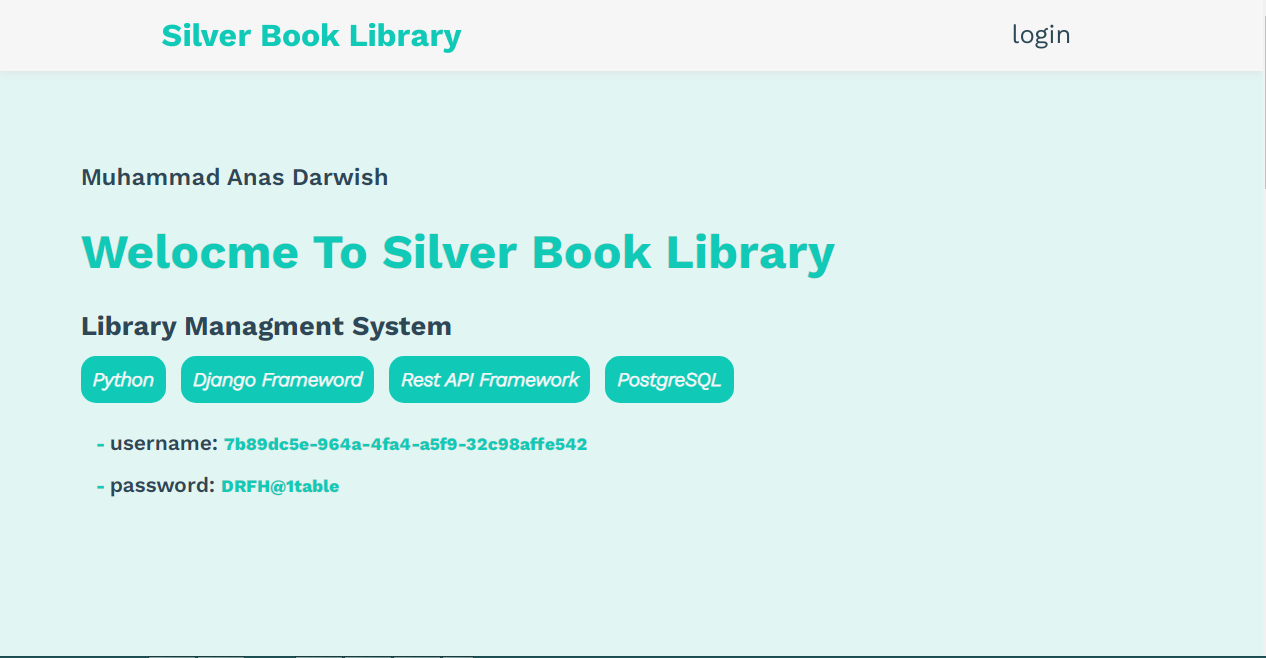 Silver Book Library login
Muhammad Anas Darwish
Welocme To Silver Book Library
Library Managment System
Python Django Frameword Rest API Framework PostgreSQL
- username: 7b89dc5e-964a-4fa4-a5f9-32c98affe542
- password: DRFH@1table